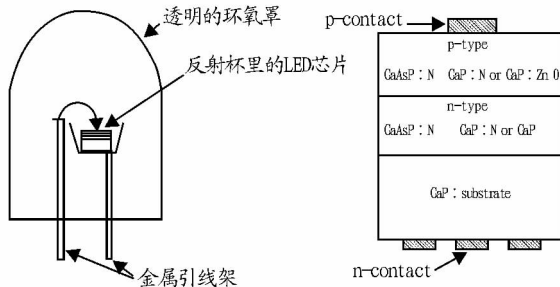 透明的环氧罩
反射杯里的LED芯片
金属引线架
p-contact
p-type
CaAsP：N CaP：N or CaP：Zn O
n-type
CaAsP：N CaP：N or CaP
CaP：substrate
n-contact